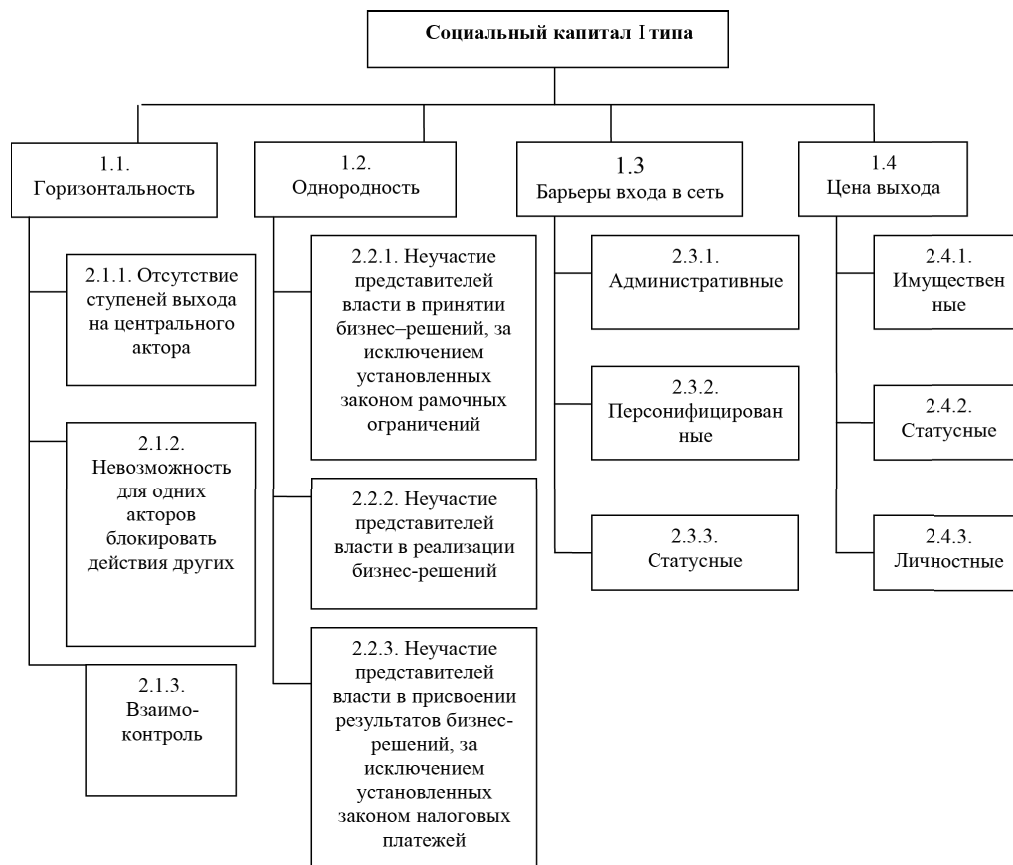 Социальный капитал I типа
1.1.
Горизонтальность
1.2.
Однородность
1.3
Барьеры входа в сеть
1.4
Цена выхода
2.1.1. Отсутствие
ступеней выхода
на центрального
актора
2.1.2.
Невозможность
для одних
акторов
блокировать
действия других
2.1.3.
Взаимо-
контроль
2.2.1. Неучастие
представителей
власти в принятии
бизнес–решений, за
исключением
установленных
законом рамочных
ограничений
2.2.2. Неучастие
представителей
власти в реализации
бизнес-решений
2.2.3. Неучастие
представителей
власти в присвоении
результатов бизнес-
решений, за
исключением
установленных
законом налоговых
платежей
2.3.1.
Административные
2.3.2.
Персонифицирован
ные
2.3.3.
Статусные
2.4.1.
Имуществен
ные
2.4.2.
Статусные
2.4.3.
Личностные